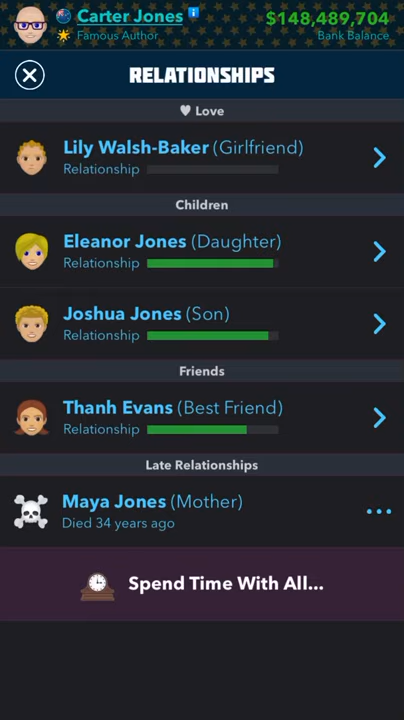 Carter Jones
$148,489,704
Famous Author
Bank Balance
RELATIONSHIPS
Love
Lily Walsh-Baker (Girlfriend)
Relationship
Children
Eleanor Jones (Daughter)
Relationship
Joshua Jones (Son)
Relationship
Friends
Thanh Evans (Best Friend)
Relationship
Late Relationships
Maya Jones (Mother)
Died 34 years ago
Spend Time With All...